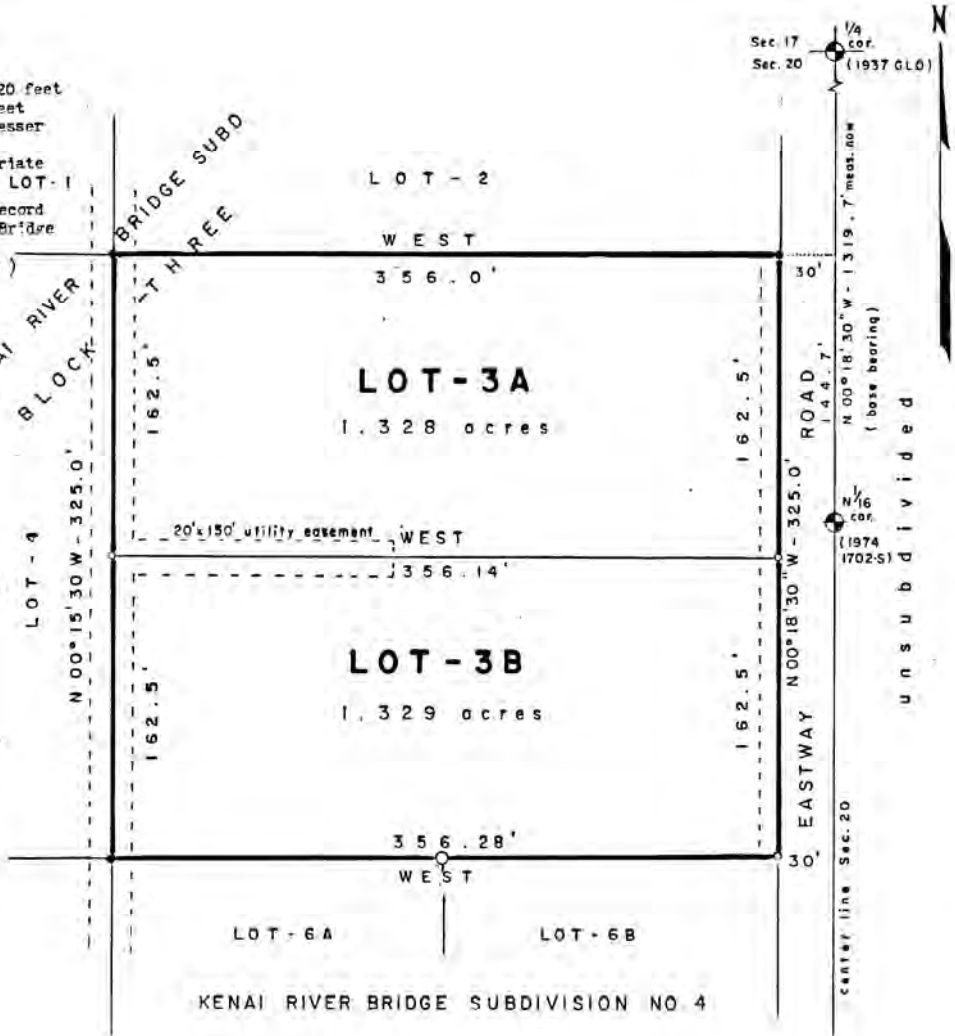 N
Sec. 17
Sec. 20
1/4
cor.
(1937 GLO)
20 feet
esser
LOT-1
BRIDGE SUBD
LOT-2
WEST
356.0'
30'
N 00°18'30"W-1319.7' meas. now
(base bearing)
144.7'
RIVER
BLOCK-THREE
162.5'
LOT-3A
1.328 acres
162.5'
EASTWAY ROAD
N 00°18'30"W-325.0'
N 1/16
cor.
(1974
1702-S)
unsubdivided
20'x150' utility easement
WEST
356.14'
LOT-4
N 00°15'30"W-325.0'
162.5'
LOT-3B
1.329 acres
162.5'
356.28'
WEST
30'
center line Sec. 20
LOT-6A
LOT-6B
KENAI RIVER BRIDGE SUBDIVISION NO. 4